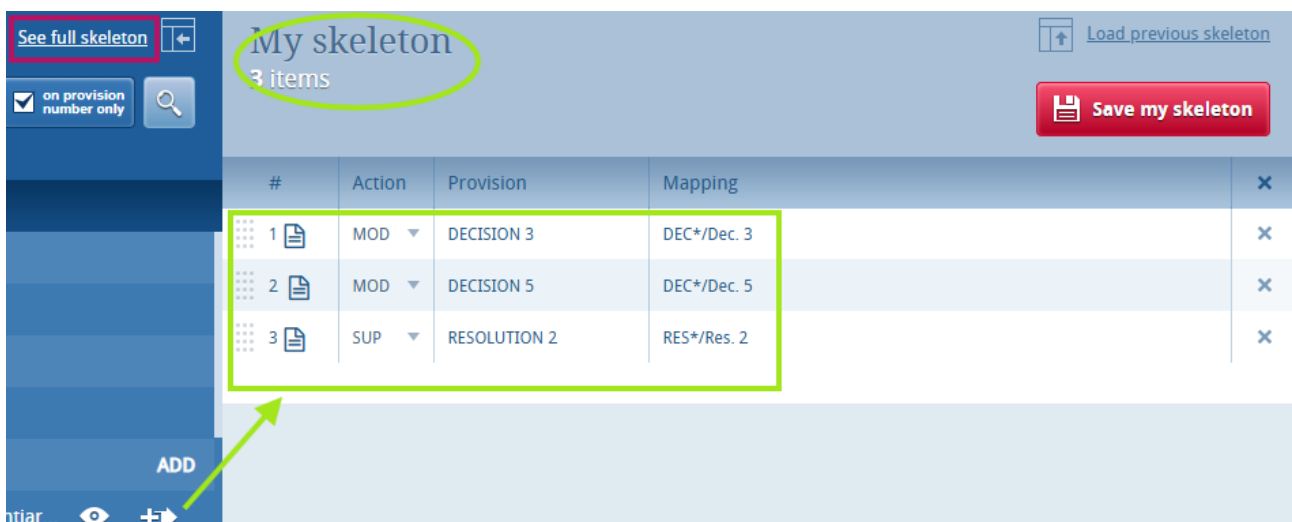 See full skeleton
on provision
number only
ADD
ntiar
My skeleton
3 items
Load previous skeleton
Save my skeleton
# Action Provision Mapping ×
1 MOD DECISION 3 DEC*/Dec. 3 ×
2 MOD DECISION 5 DEC*/Dec. 5 ×
3 SUP RESOLUTION 2 RES*/Res. 2 ×